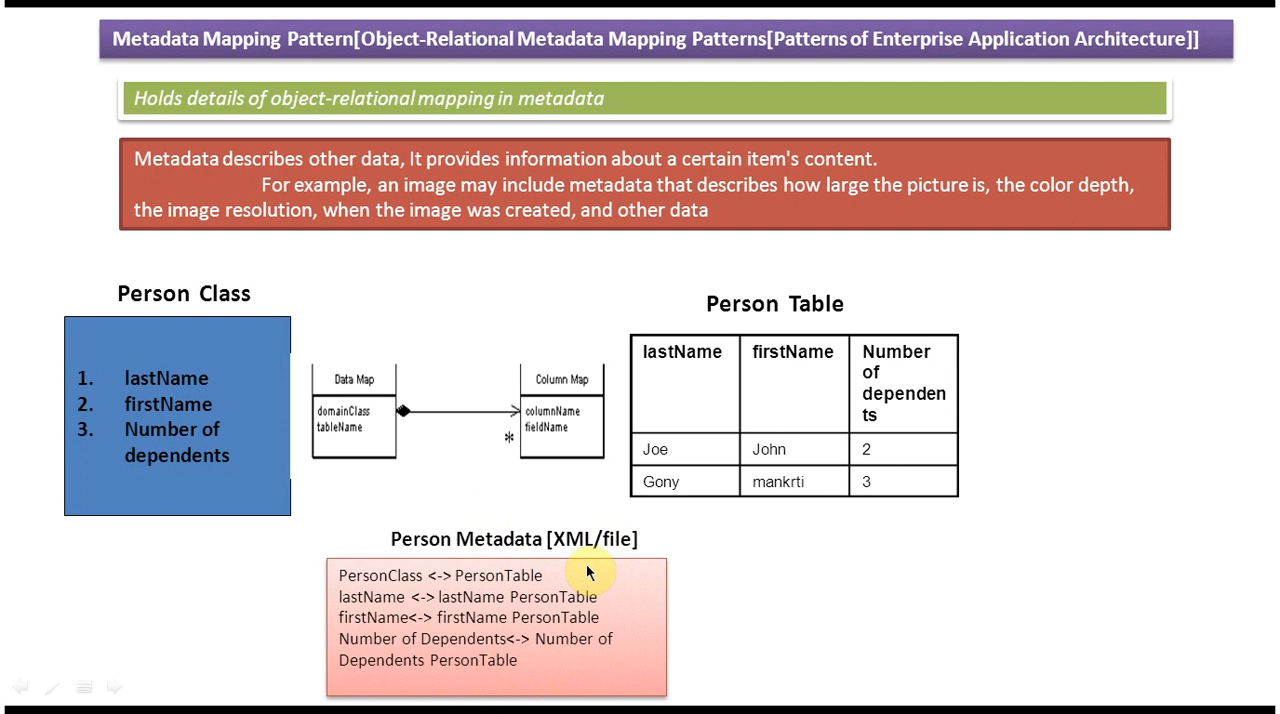 Metadata Mapping Pattern[Object-Relational Metadata Mapping Patterns[Patterns of Enterprise Application Architecture]]
Holds details of object-relational mapping in metadata
Metadata describes other data, It provides information about a certain item's content.
For example, an image may include metadata that describes how large the picture is, the color depth,
the image resolution, when the image was created, and other data
Person Class
1. lastName
2. firstName
3. Number of
dependents
Data Map
domainClass
tableName
*
Column Map
columnName
fieldName
Person Table
lastName firstName Number
of
dependen
ts
Joe John 2
Gony mankrti 3
Person Metadata [XML/file]
PersonClass <-> PersonTable
lastName <-> lastName PersonTable
firstName<-> firstName PersonTable
Number of Dependents<-> Number of
Dependents PersonTable